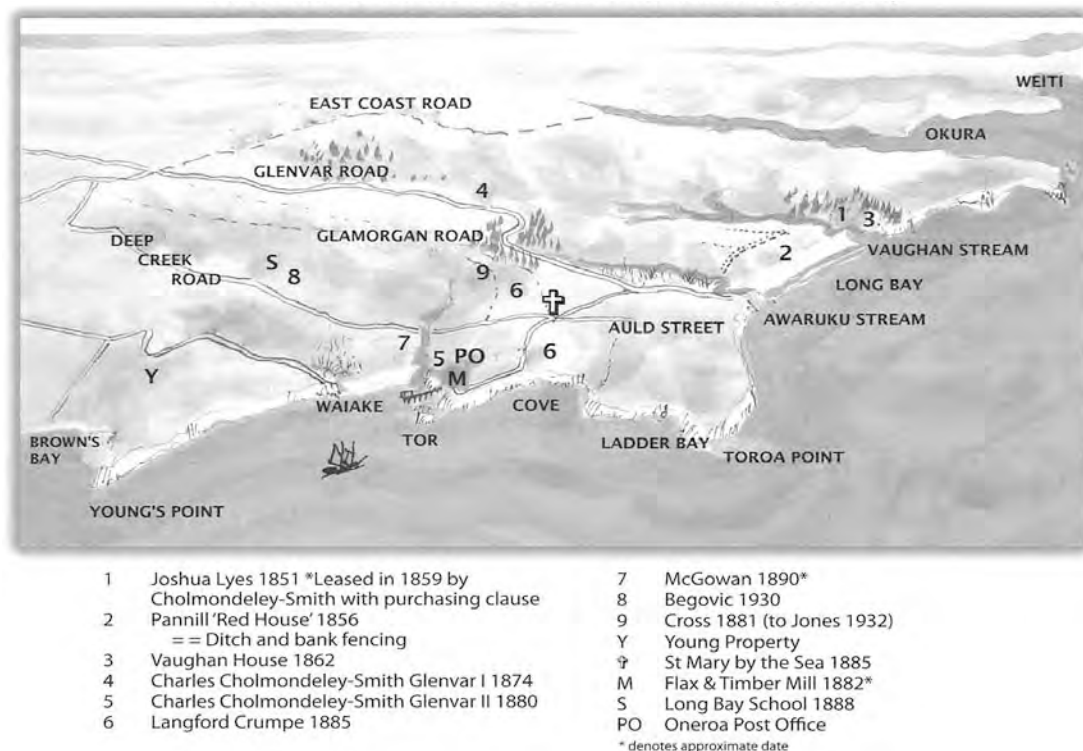 WEITI
EAST COAST ROAD
OKURA
GLENVAR ROAD
4
1 3
GLAMORGAN ROAD
DEEP
CREEK
ROAD
S
8
9
6
2
VAUGHAN STREAM
LONG BAY
AULD STREET
AWARUKU STREAM
7
5 PO
M
6
Y
WAIAKE
COVE
BROWN'S
BAY
TOR
LADDER BAY
TOROA POINT
YOUNG'S POINT
1 Joshua Lyes 1851 *Leased in 1859 by
Cholmondeley-Smith with purchasing clause
2 Pannill 'Red House' 1856
= = Ditch and bank fencing
3 Vaughan House 1862
4 Charles Cholmondeley-Smith Glenvar I 1874
5 Charles Cholmondeley-Smith Glenvar II 1880
6 Langford Crumpe 1885
7 McGowan 1890*
8 Begovic 1930
9 Cross 1881 (to Jones 1932)
Y Young Property
✞ St Mary by the Sea 1885
M Flax & Timber Mill 1882*
S Long Bay School 1888
PO Oneroa Post Office
* denotes approximate date